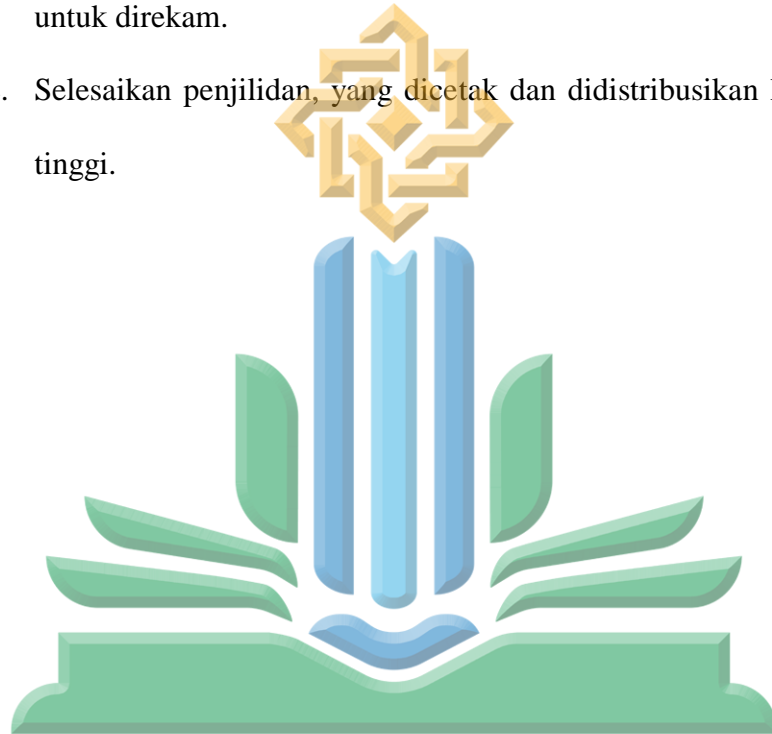 untuk direkam.
. Selesaikan penjilidan, yang dicetak dan didistribusikan
tinggi.